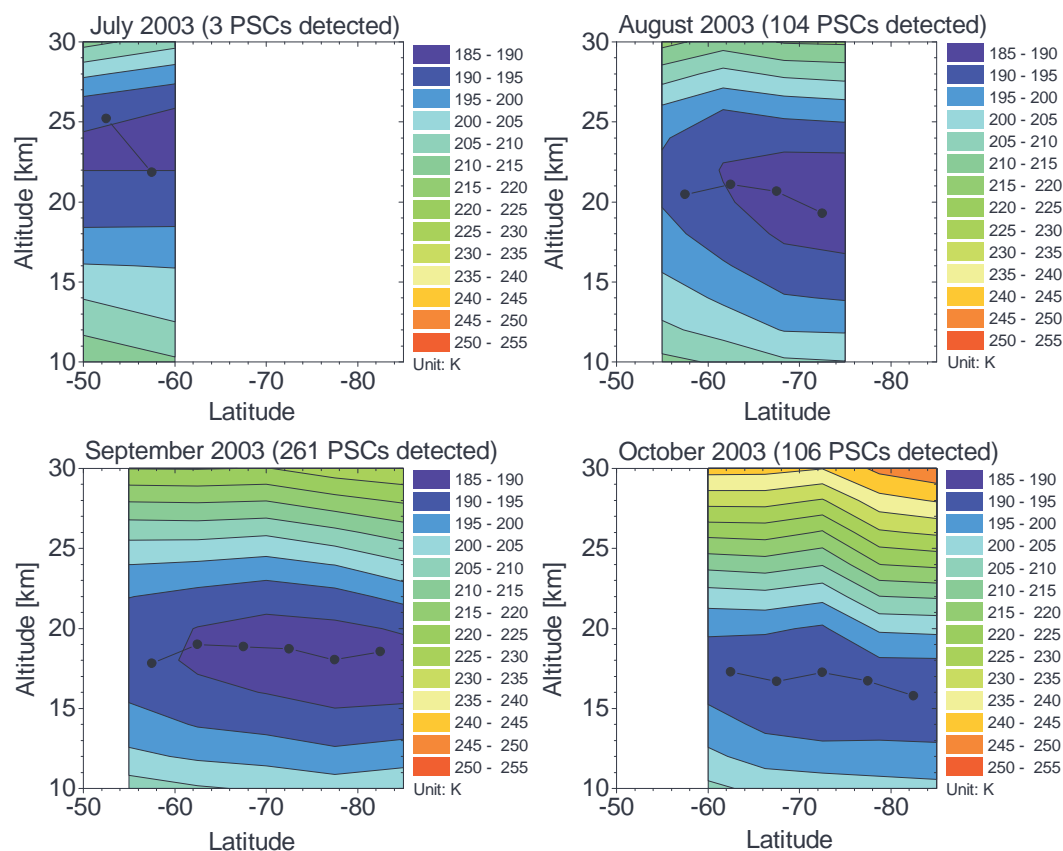 July 2003 (3 PSCs detected)
30
25
20
15
10
Altitude [km]
-50
-60
-70
-80
Latitude
185 - 190
190 - 195
195 - 200
200 - 205
205 - 210
210 - 215
215 - 220
220 - 225
225 - 230
230 - 235
235 - 240
240 - 245
245 - 250
250 - 255
Unit: K
August 2003 (104 PSCs detected)
30
25
20
15
10
Altitude [km]
-50
-60
-70
-80
Latitude
185 - 190
190 - 195
195 - 200
200 - 205
205 - 210
210 - 215
215 - 220
220 - 225
225 - 230
230 - 235
235 - 240
240 - 245
245 - 250
250 - 255
Unit: K
September 2003 (261 PSCs detected)
30
25
20
15
10
Altitude [km]
-50
-60
-70
-80
Latitude
185 - 190
190 - 195
195 - 200
200 - 205
205 - 210
210 - 215
215 - 220
220 - 225
225 - 230
230 - 235
235 - 240
240 - 245
245 - 250
250 - 255
Unit: K
October 2003 (106 PSCs detected)
30
25
20
15
10
Altitude [km]
-50
-60
-70
-80
Latitude
185 - 190
190 - 195
195 - 200
200 - 205
205 - 210
210 - 215
215 - 220
220 - 225
225 - 230
230 - 235
235 - 240
240 - 245
245 - 250
250 - 255
Unit: K